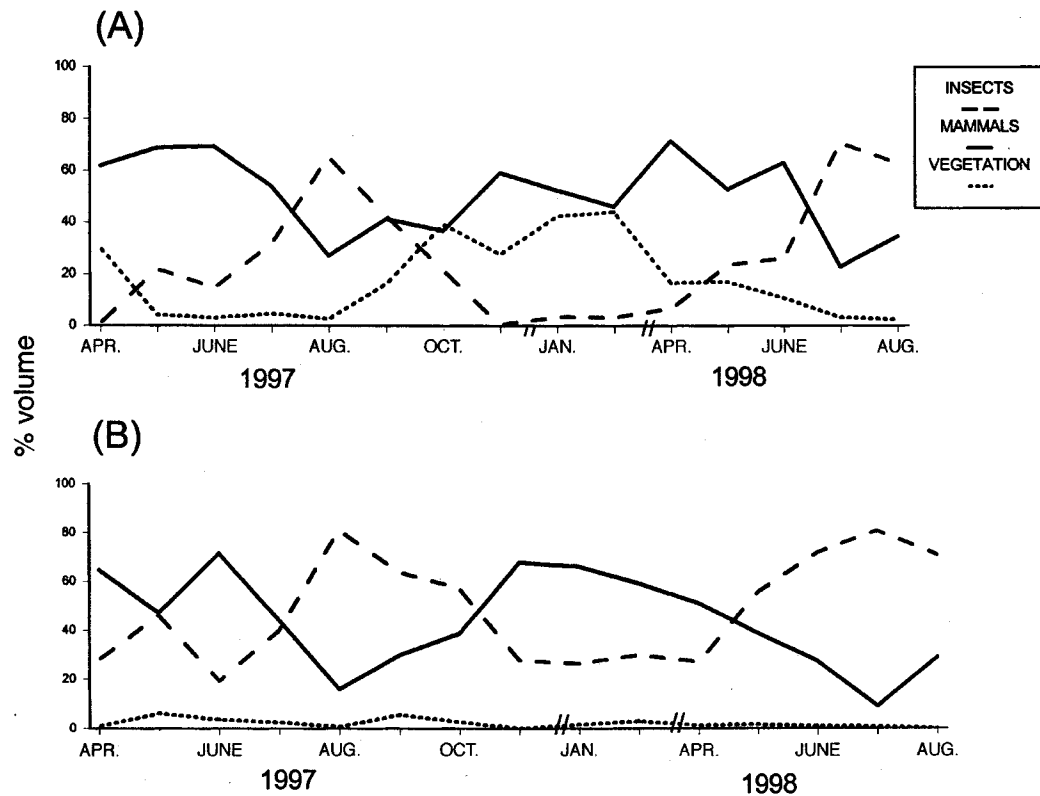 (A)
100
80
60
40
20
0
APR. JUNE AUG. OCT. JAN. APR. JUNE AUG.
1997 1998
INSECTS
MAMMALS
VEGETATION
% volume
(B)
100
80
60
40
20
0
APR. JUNE AUG. OCT. JAN. APR. JUNE AUG.
1997 1998